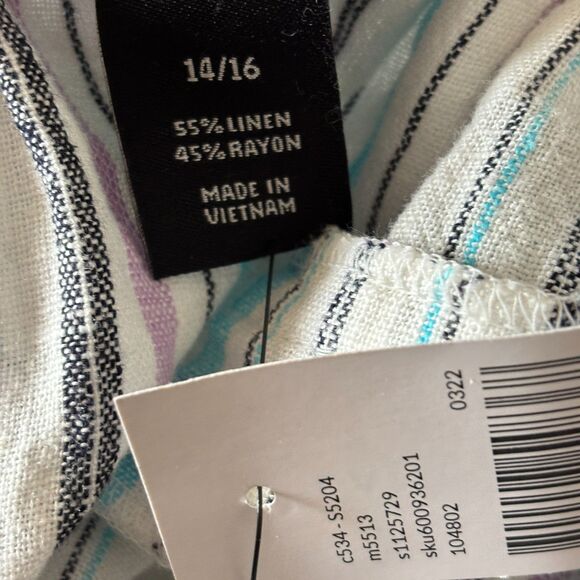 14/16
55% LINEN
45% RAYON
MADE IN
VIETNAM
c534 - S5204
m5513
s1125729
sku600936201
104802
0322